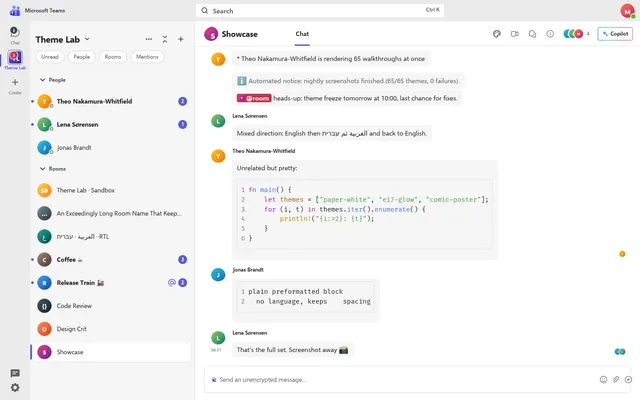 Microsoft Teams
Search
Ctrl K
Chat
Theme Lab
Create
Theme Lab
Unread
People
Rooms
Mentions
People
Theo Nakamura-Whitfield
2
Lena Sørensen
1
Jonas Brandt
Rooms
SB
Theme Lab · Sandbox
An Exceedingly Long Room Name That Keep...
العربية · עברית · RTL
Coffee ☕
3
Release Train 🚂
@ 2
Code Review
D
Design Crit
S
Showcase
S
Showcase
Chat
M
4
Copilot
* Theo Nakamura-Whitfield is rendering 65 walkthroughs at once
ℹ️ Automated notice: nightly screenshots finished (65/65 themes, 0 failures).
@room heads-up: theme freeze tomorrow at 10:00, last chance for fixes.
L
Lena Sørensen
Mixed direction: English then العربية ثم עברית and back to English.
T
Theo Nakamura-Whitfield
Unrelated but pretty:
1 fn main() {
2     let themes = ["paper-white", "e17-glow", "comic-poster"];
3     for (i, t) in themes.iter().enumerate() {
4         println!("{i:>2}: {t}");
5     }
6 }
J
Jonas Brandt
1 plain preformatted block
2   no language, keeps    spacing
L
Lena Sørensen
That's the full set. Screenshot away 📸
Send an unencrypted message...